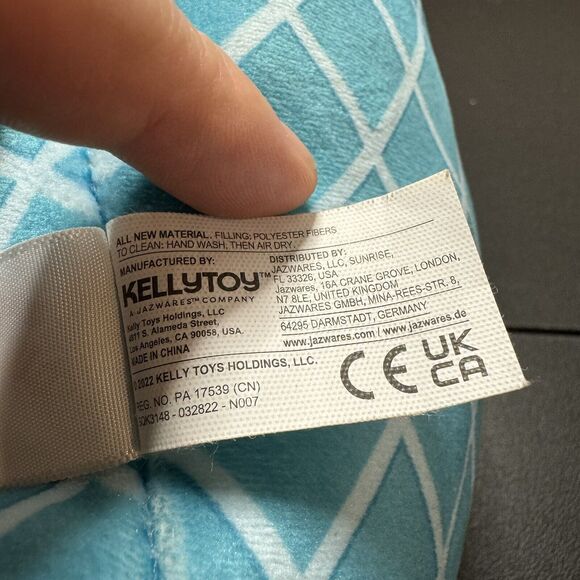 ALL NEW MATERIAL. FILLING: POLYESTER FIBERS
TO CLEAN: HAND WASH, THEN AIR DRY.
MANUFACTURED BY:
KELLYTOY™
A JAZWARES™ COMPANY
Kelly Toys Holdings, LLC
4811 S. Alameda Street,
Los Angeles, CA 90058, USA.
MADE IN CHINA
DISTRIBUTED BY:
JAZWARES, LLC, SUNRISE,
FL 33326, USA
Jazwares, 16A CRANE GROVE, LONDON,
N7 8LE, UNITED KINGDOM
JAZWARES GMBH, MINA-REES-STR. 8,
64295 DARMSTADT, GERMANY
www.jazwares.com / www.jazwares.de
© 2022 KELLY TOYS HOLDINGS, LLC.
REG. NO. PA 17539 (CN)
SQK3148 - 032822 - N007
CE
UK
CA